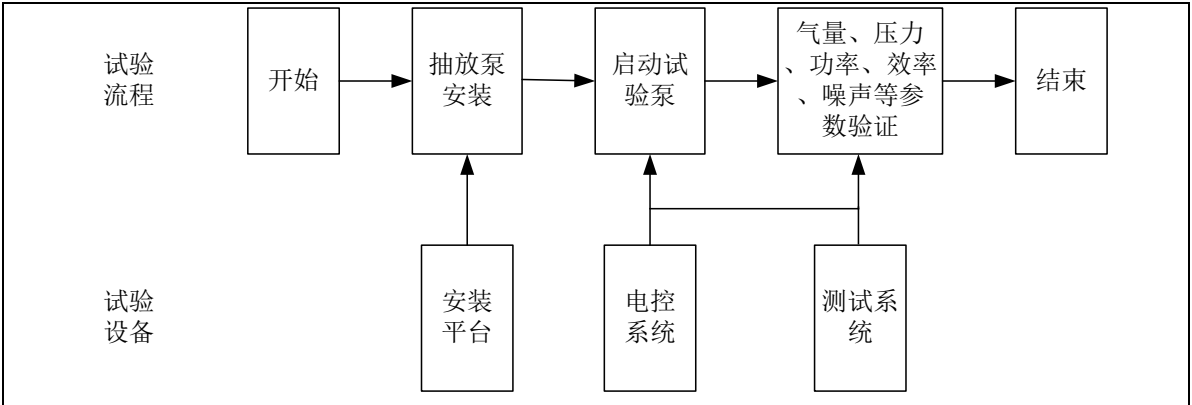 试验
流程
开始
抽放泵
安装
启动试
验泵
气量、压力
、功率、效率
、噪声等参
数验证
结束
试验
设备
安装
平台
电控
系统
测试系
统